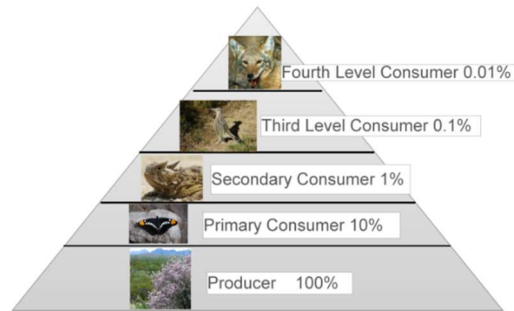 Fourth Level Consumer 0.01%
Third Level Consumer 0.1%
Secondary Consumer 1%
Primary Consumer 10%
Producer 100%